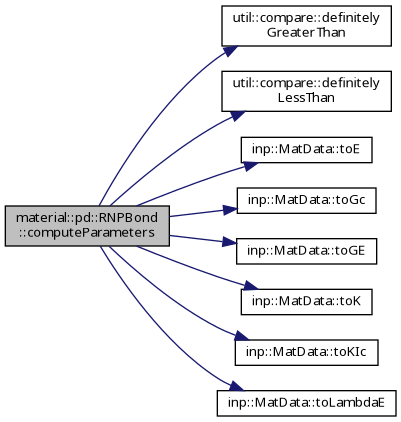 util::compare::definitely
GreaterThan
util::compare::definitely
LessThan
inp::MatData::toE
inp::MatData::toGc
material::pd::RNPBond
::computeParameters
inp::MatData::toGE
inp::MatData::toK
inp::MatData::toKIc
inp::MatData::toLambdaE